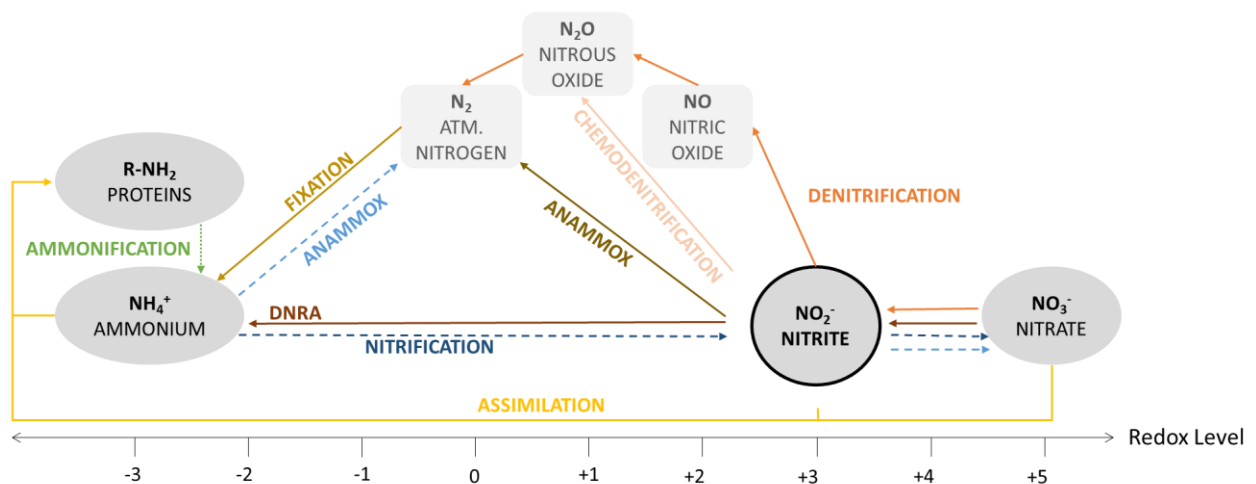 N₂O
NITROUS
OXIDE
N₂
ATM.
NITROGEN
NO
NITRIC
OXIDE
CHEMODENITRIFICATION
R-NH₂
PROTEINS
FIXATION
DENITRIFICATION
ANAMMOX
ANAMMOX
AMMONIFICATION
NH₄⁺
AMMONIUM
DNRA
NITRIFICATION
NO₂⁻
NITRITE
NO₃⁻
NITRATE
ASSIMILATION
Redox Level
-3 -2 -1 0 +1 +2 +3 +4 +5